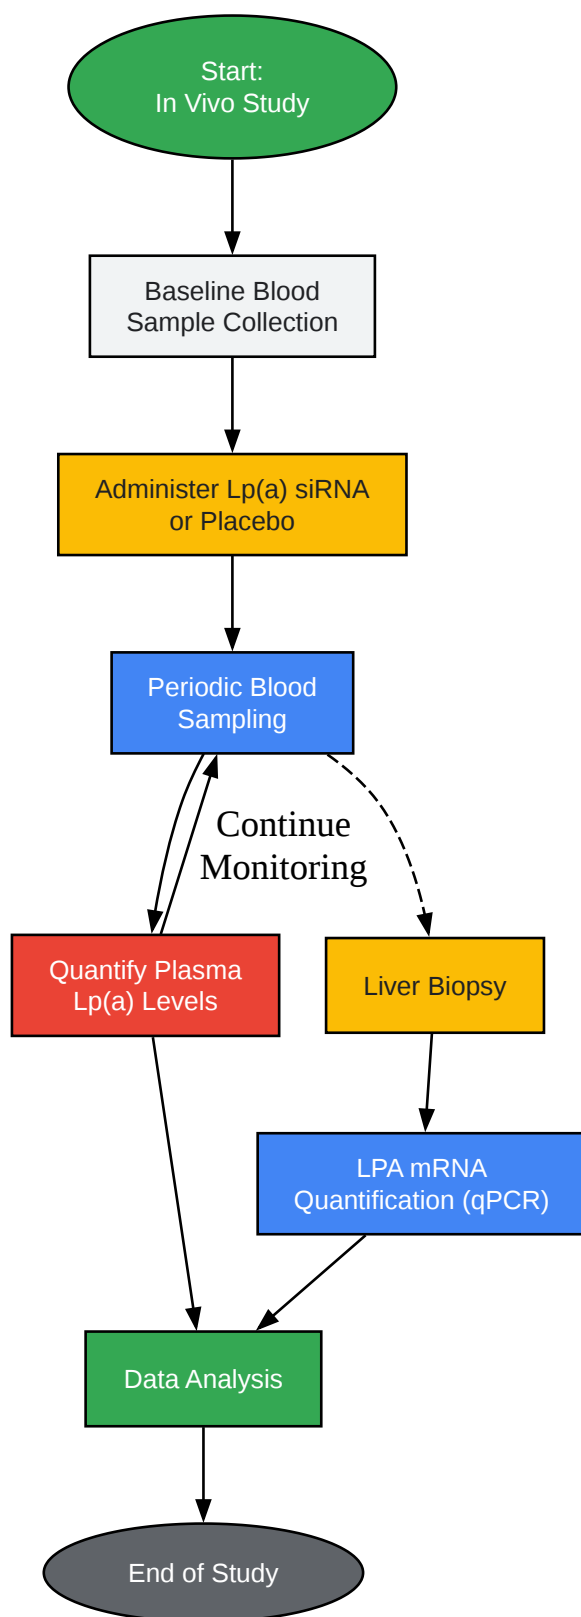 Start:
In Vivo Study
Baseline Blood
Sample Collection
Administer Lp(a) siRNA
or Placebo
Periodic Blood
Sampling
Continue
Monitoring
Quantify Plasma
Lp(a) Levels
Liver Biopsy
LPA mRNA
Quantification (qPCR)
Data Analysis
End of Study